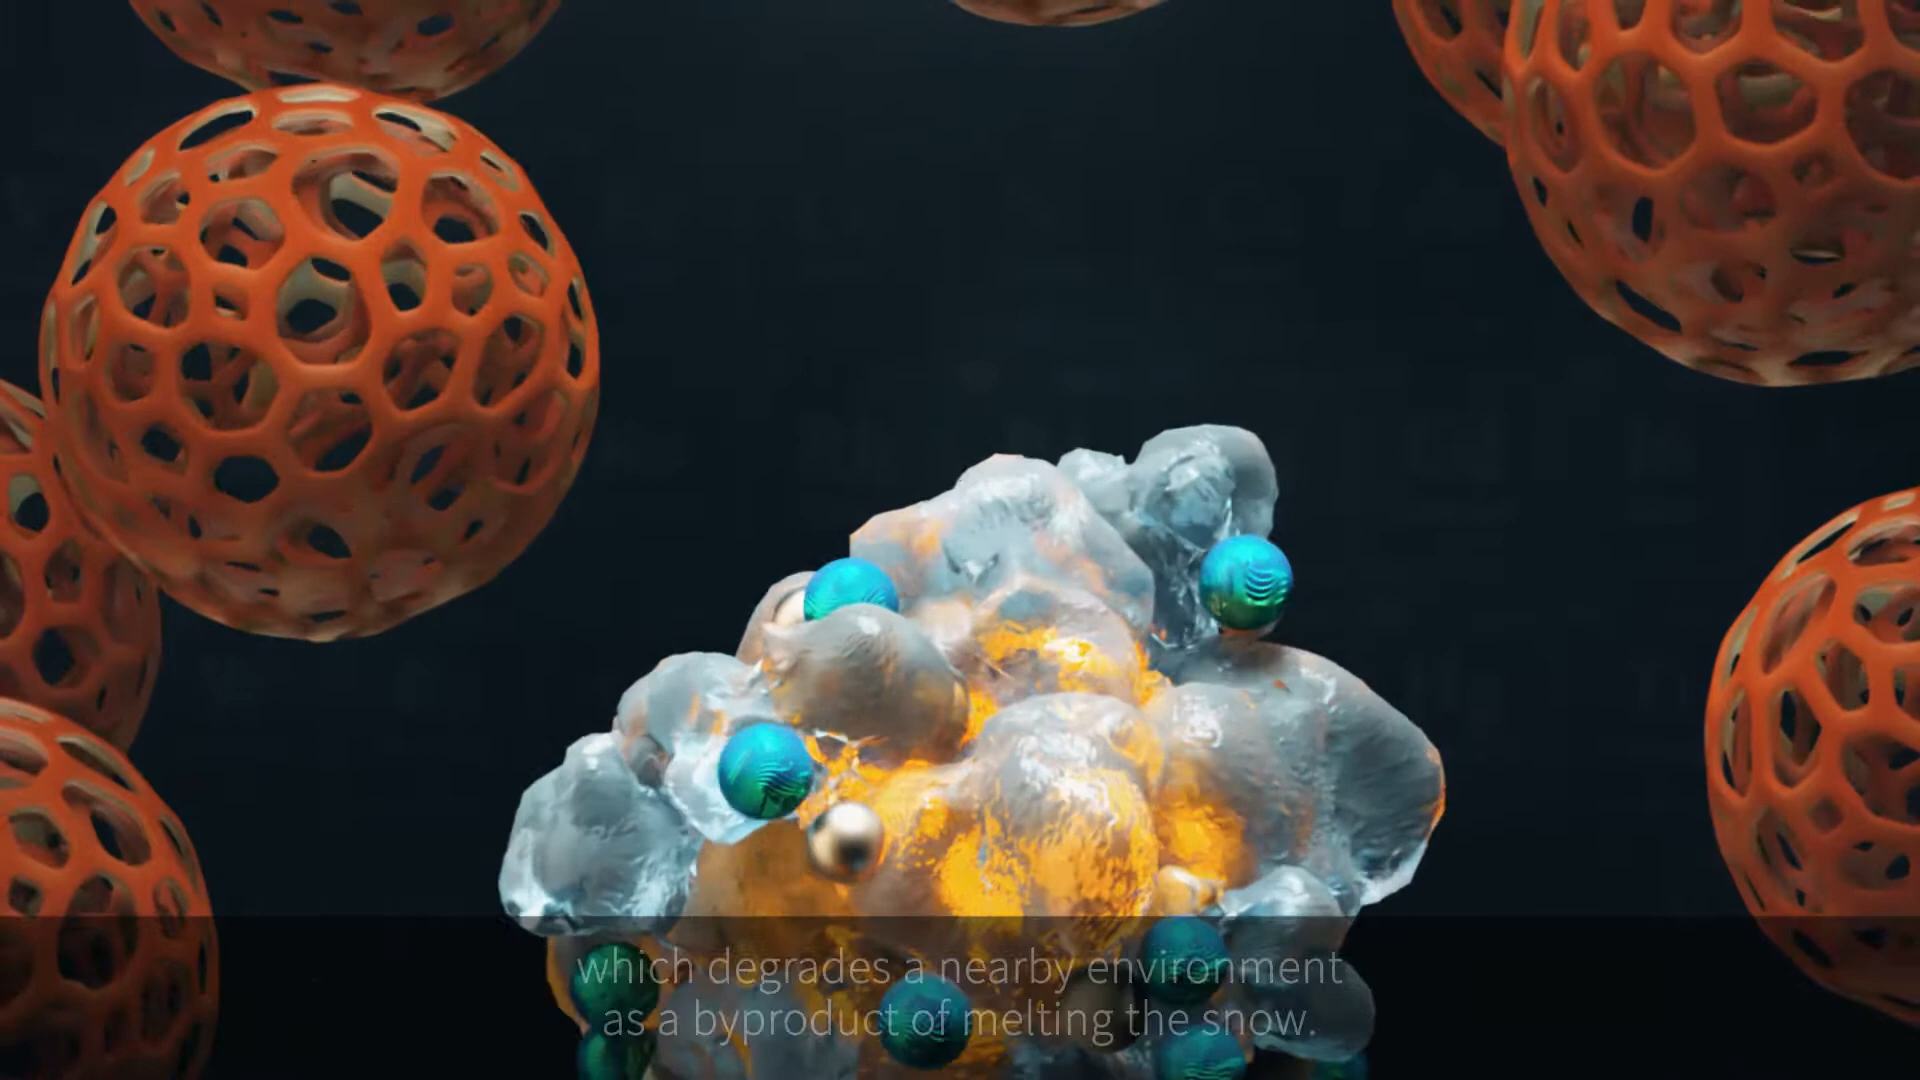 which degrades a nearby environment
as a byproduct of melting the snow.